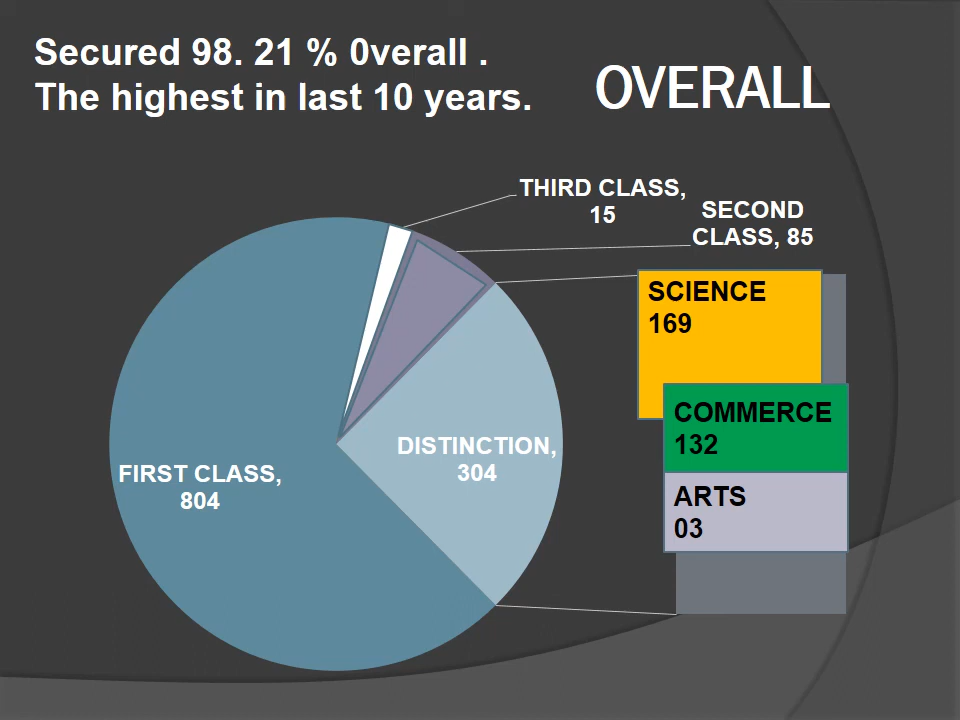 Secured 98. 21 % 0verall .
The highest in last 10 years.
OVERALL
THIRD CLASS,
15
SECOND
CLASS, 85
SCIENCE
169
COMMERCE
132
ARTS
03
DISTINCTION,
304
FIRST CLASS,
804